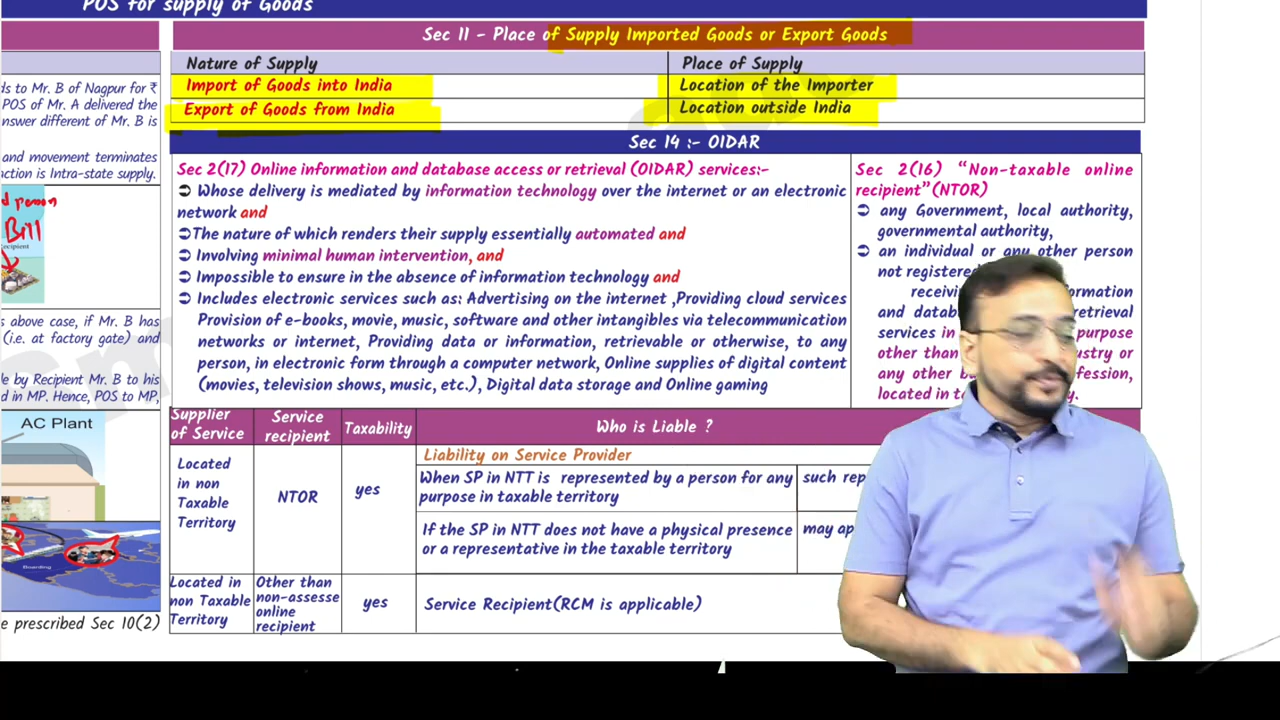 POS for supply of Goods
ds to Mr. B of Nagpur for ₹
POS of Mr. A delivered the
nswer different of Mr. B is
and movement terminates
ction is Intra-state supply.
d person
Bill
ecipient
s above case, if Mr. B has
(i.e. at factory gate) and
le by Recipient Mr. B to his
d in MP. Hence, POS to MP,
AC Plant
Boarding
e prescribed Sec 10(2)
Sec 11 - Place of Supply Imported Goods or Export Goods
Nature of Supply
Place of Supply
Import of Goods into India
Location of the Importer
Export of Goods from India
Location outside India
Sec 14 :- OIDAR
Sec 2(17) Online information and database access or retrieval (OIDAR) services:-
➲ Whose delivery is mediated by information technology over the internet or an electronic
network and
➲The nature of which renders their supply essentially automated and
➲Involving minimal human intervention, and
➲Impossible to ensure in the absence of information technology and
➲ Includes electronic services such as: Advertising on the internet ,Providing cloud services
Provision of e-books, movie, music, software and other intangibles via telecommunication
networks or internet, Providing data or information, retrievable or otherwise, to any
person, in electronic form through a computer network, Online supplies of digital content
(movies, television shows, music, etc.), Digital data storage and Online gaming
Sec 2(16) “Non-taxable online
recipient”(NTOR)
➲ any Government, local authority,
governmental authority,
➲ an individual or any other person
not registered
receivi formation
and datab retrieval
services in purpose
other than ustry or
any other b fession,
located in ta y.
Supplier
of Service
Service
recipient
Taxability
Who is Liable ?
Located
in non
Taxable
Territory
NTOR
yes
Liability on Service Provider
When SP in NTT is represented by a person for any
purpose in taxable territory
such rep
If the SP in NTT does not have a physical presence
or a representative in the taxable territory
may ap
Located in
non Taxable
Territory
Other than
non-assesse
online
recipient
yes
Service Recipient(RCM is applicable)